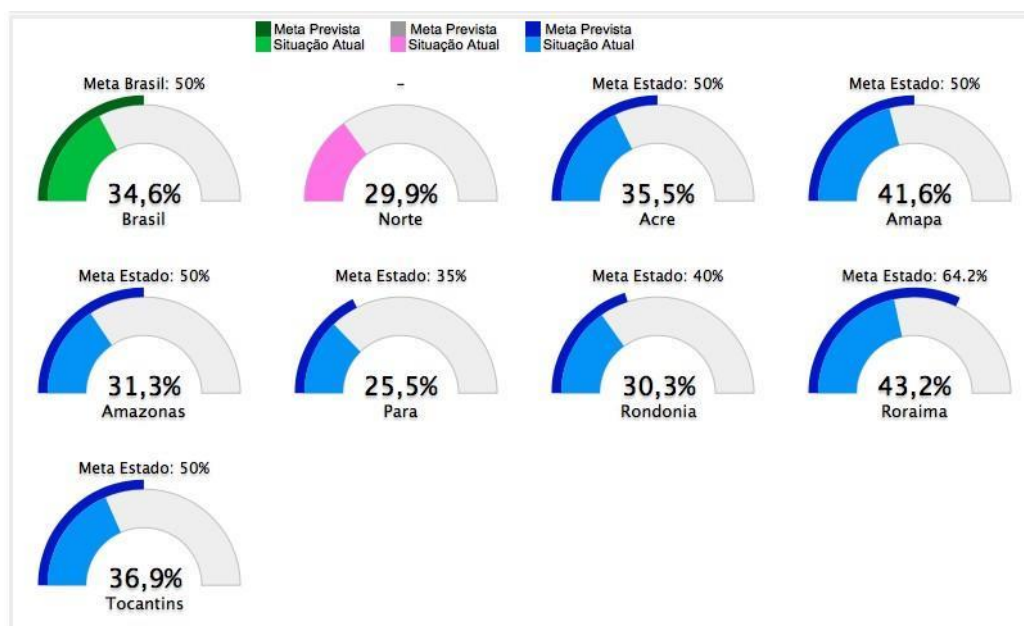 Meta Prevista Meta Prevista Meta Prevista
Situação Atual Situação Atual Situação Atual
Meta Brasil: 50% - Meta Estado: 50% Meta Estado: 50%
34,6% 29,9% 35,5% 41,6%
Brasil Norte Acre Amapa
Meta Estado: 50% Meta Estado: 35% Meta Estado: 40% Meta Estado: 64.2%
31,3% 25,5% 30,3% 43,2%
Amazonas Para Rondonia Roraima
Meta Estado: 50%
36,9%
Tocantins